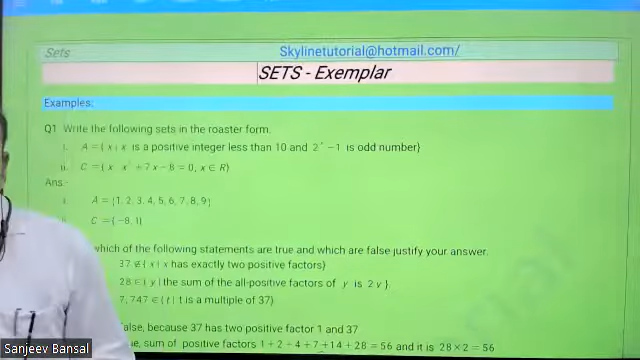 Sets Skylinetutorial@hotmail.com/
SETS - Exemplar
Examples:
Q1 Write the following sets in the roaster form.
i. A = {x : x is a positive integer less than 10 and 2ˣ − 1 is odd number}
ii. C = {x x² + 7x − 8 = 0, x ∈ R}
Ans:-
A = {1, 2, 3, 4, 5, 6, 7, 8, 9}
C = {−8, 1}
which of the following statements are true and which are false justify your answer.
37 ∉ {x | x has exactly two positive factors}
28 ∈ {y | the sum of the all-positive factors of y is 2y}
7,747 ∈ {t | t is a multiple of 37}
alse, because 37 has two positive factor 1 and 37
ue, sum of positive factors 1 + 2 + 4 + 7 + 14 + 28 = 56 and it is 28 × 2 = 56
Sanjeev Bansal